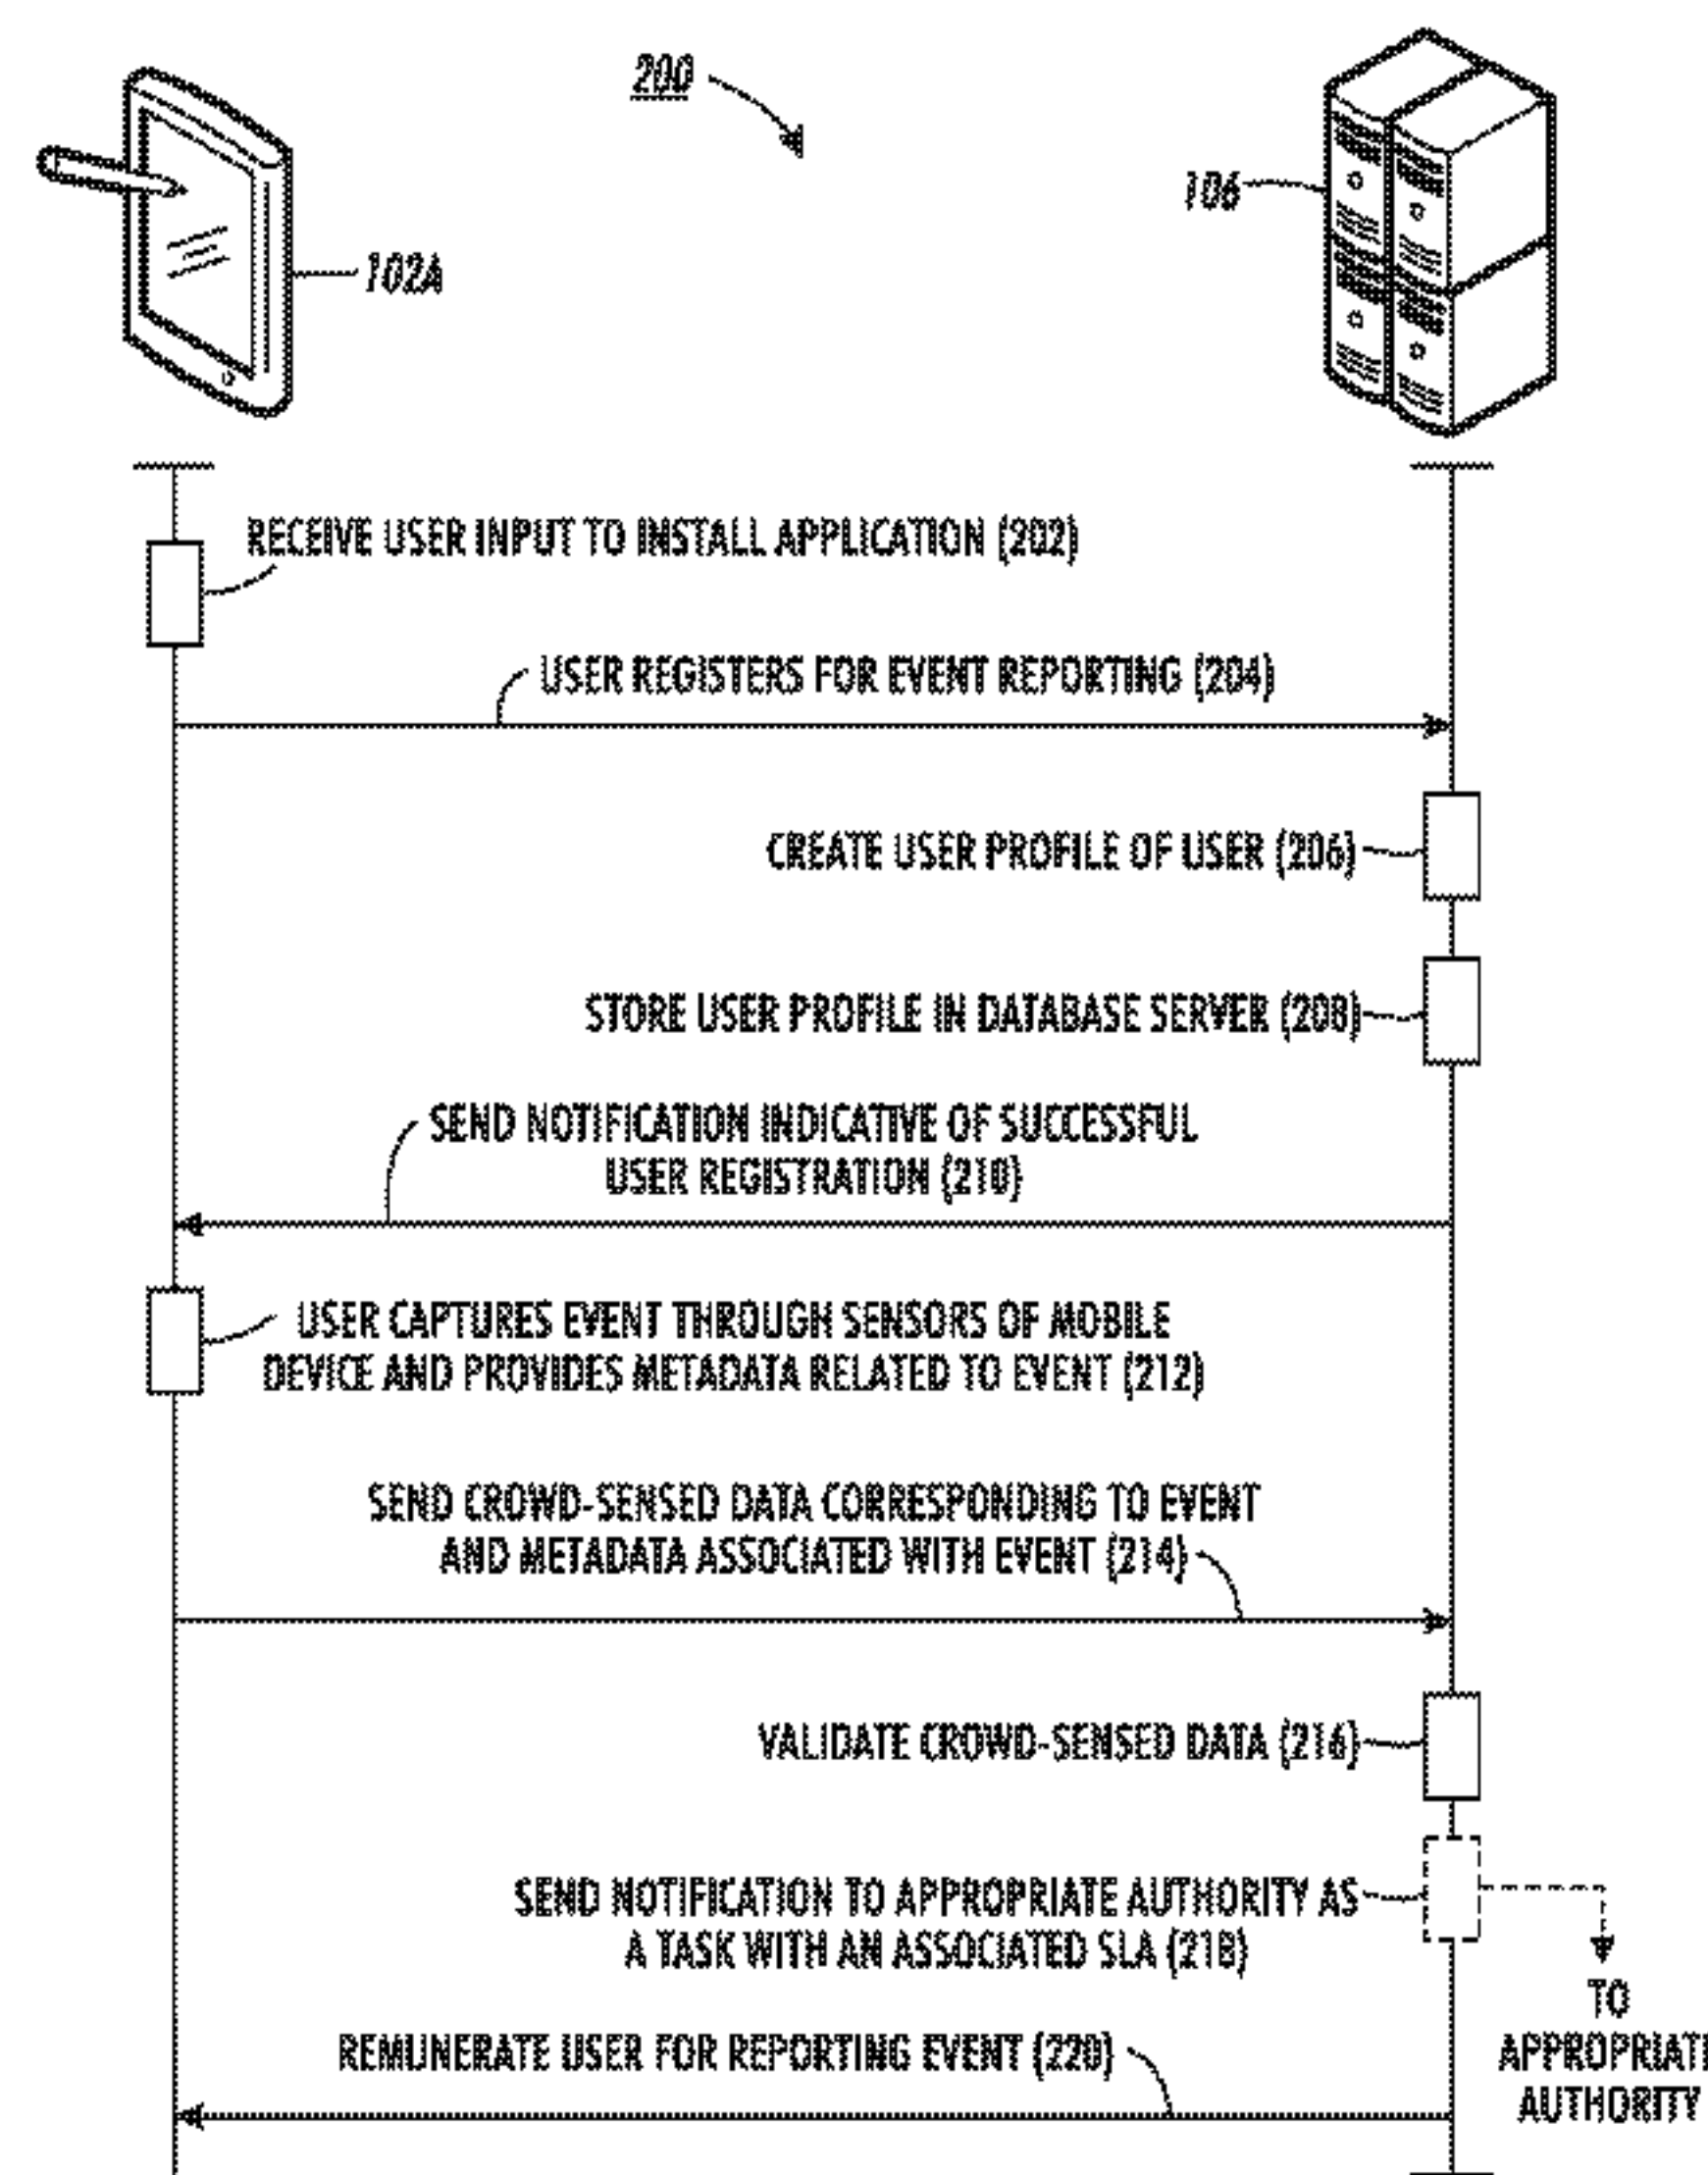 200
106
102A
RECEIVE USER INPUT TO INSTALL APPLICATION (202)
USER REGISTERS FOR EVENT REPORTING (204)
CREATE USER PROFILE OF USER (206)
STORE USER PROFILE IN DATABASE SERVER (208)
SEND NOTIFICATION INDICATIVE OF SUCCESSFUL
USER REGISTRATION (210)
USER CAPTURES EVENT THROUGH SENSORS OF MOBILE
DEVICE AND PROVIDES METADATA RELATED TO EVENT (212)
SEND CROWD-SENSED DATA CORRESPONDING TO EVENT
AND METADATA ASSOCIATED WITH EVENT (214)
VALIDATE CROWD-SENSED DATA (216)
SEND NOTIFICATION TO APPROPRIATE AUTHORITY AS
A TASK WITH AN ASSOCIATED SLA (218)
TO
APPROPRIATE
AUTHORITY
REMUNERATE USER FOR REPORTING EVENT (220)